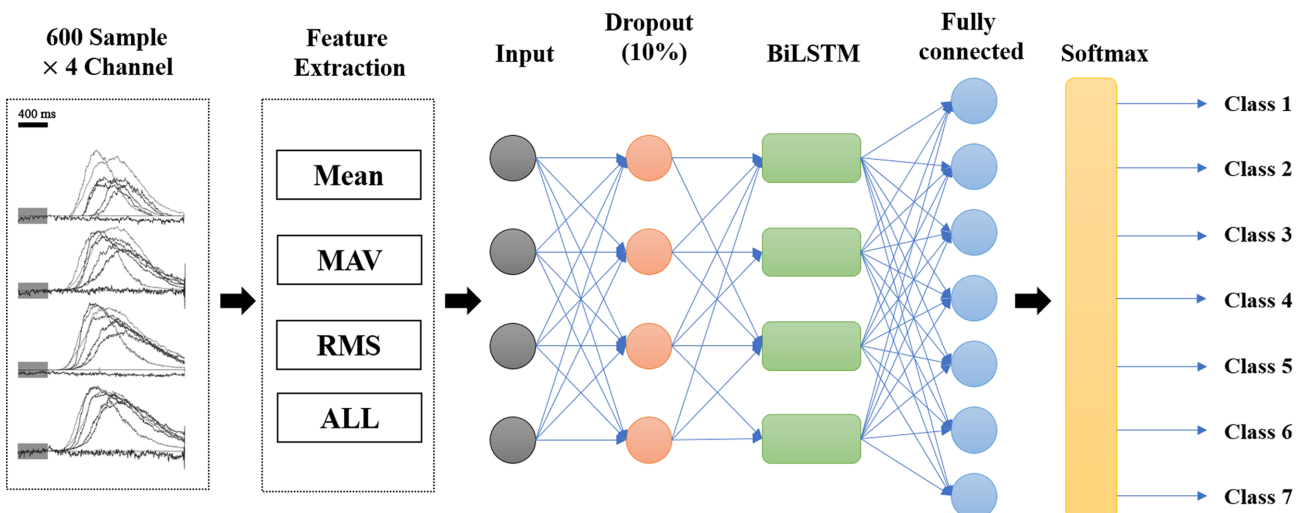 600 Sample
× 4 Channel
400 ms
Feature
Extraction
Mean
MAV
RMS
ALL
Input
Dropout
(10%)
BiLSTM
Fully
connected
Softmax
Class 1
Class 2
Class 3
Class 4
Class 5
Class 6
Class 7